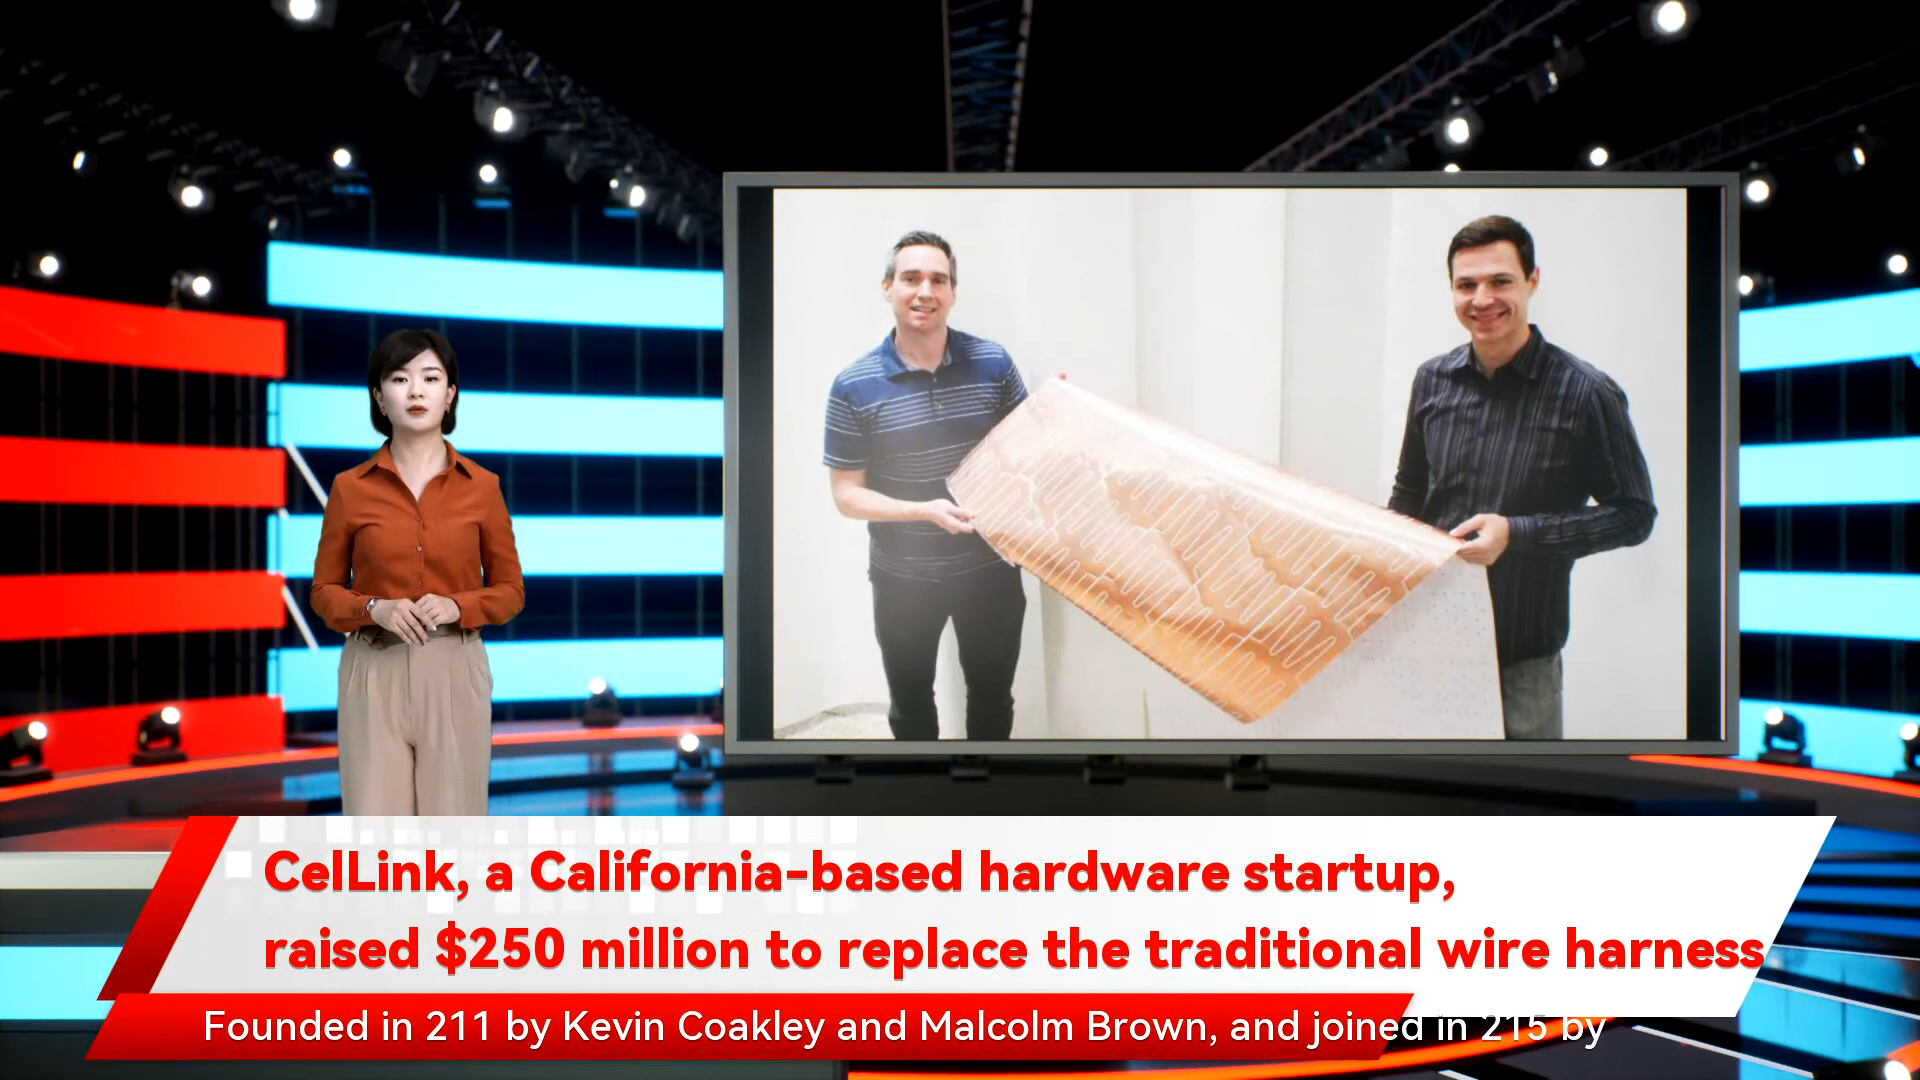 CelLink, a California-based hardware startup,
raised $250 million to replace the traditional wire harness
Founded in 211 by Kevin Coakley and Malcolm Brown, and joined in 215 by